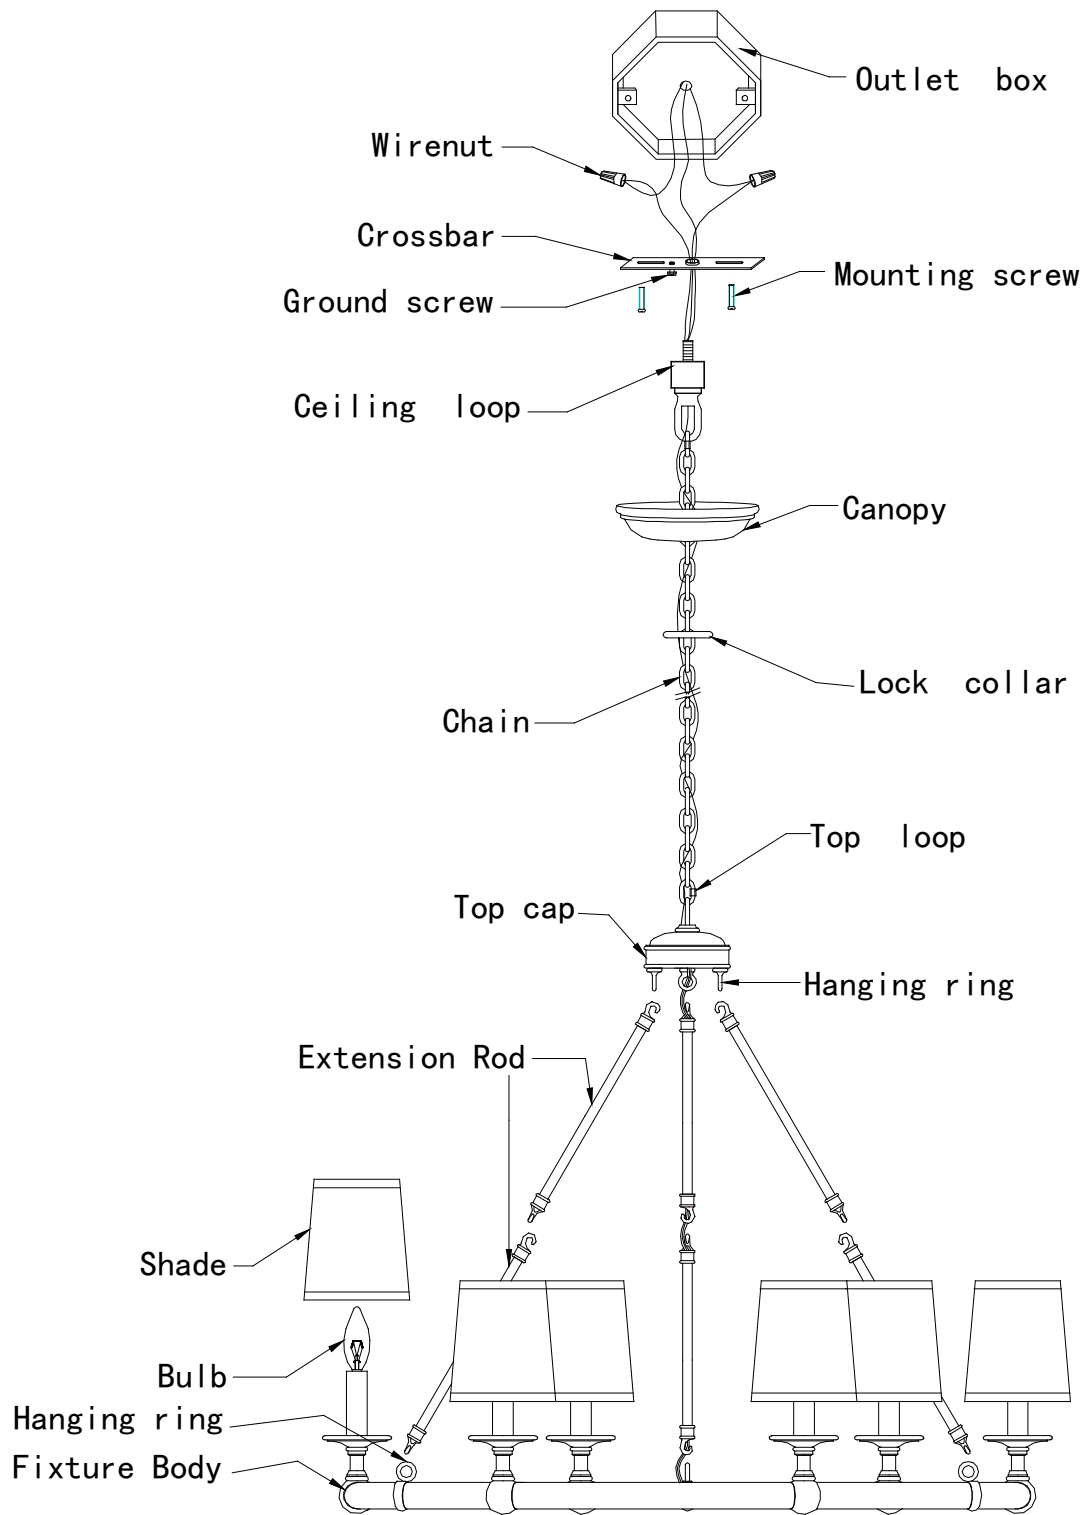 Outlet box
Wirenut
Crossbar
Mounting screw
Ground screw
Ceiling loop
Canopy
Lock collar
Chain
Top loop
Top cap
Hanging ring
Extension Rod
Shade
Bulb
Hanging ring
Fixture Body